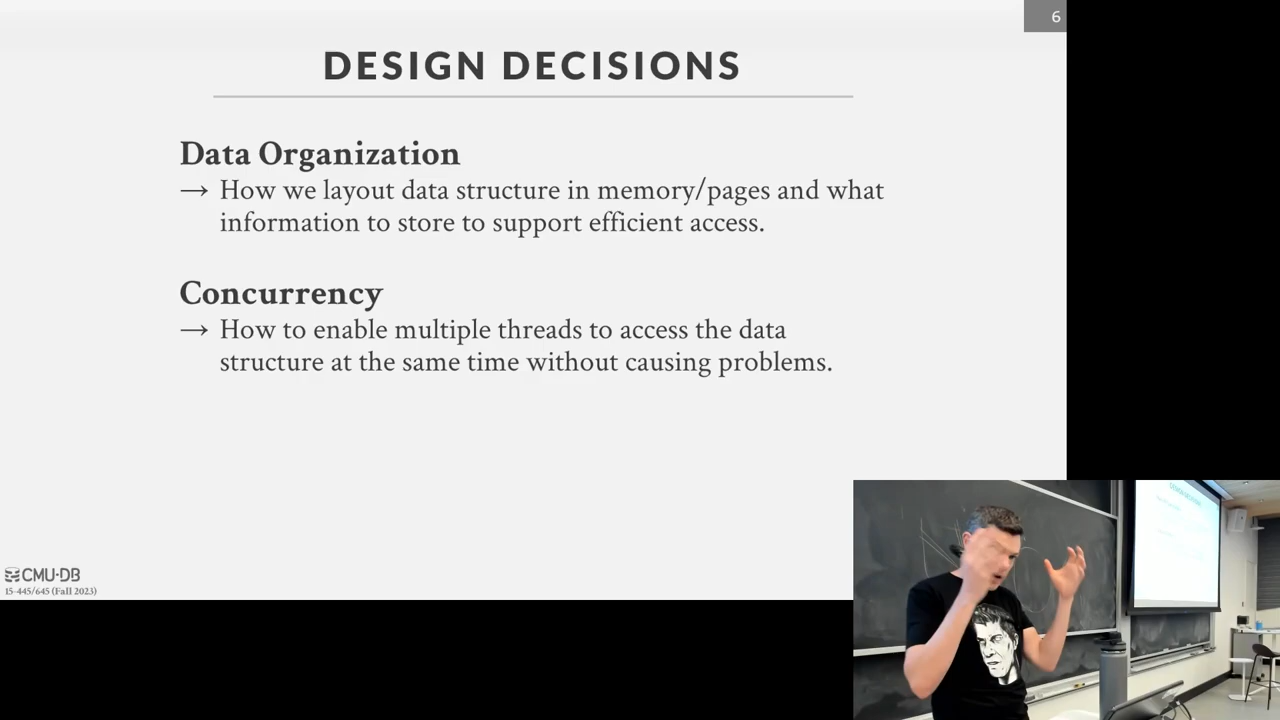 6
DESIGN DECISIONS
Data Organization
→ How we layout data structure in memory/pages and what
information to store to support efficient access.
Concurrency
→ How to enable multiple threads to access the data
structure at the same time without causing problems.
CMU·DB
15-445/645 (Fall 2023)